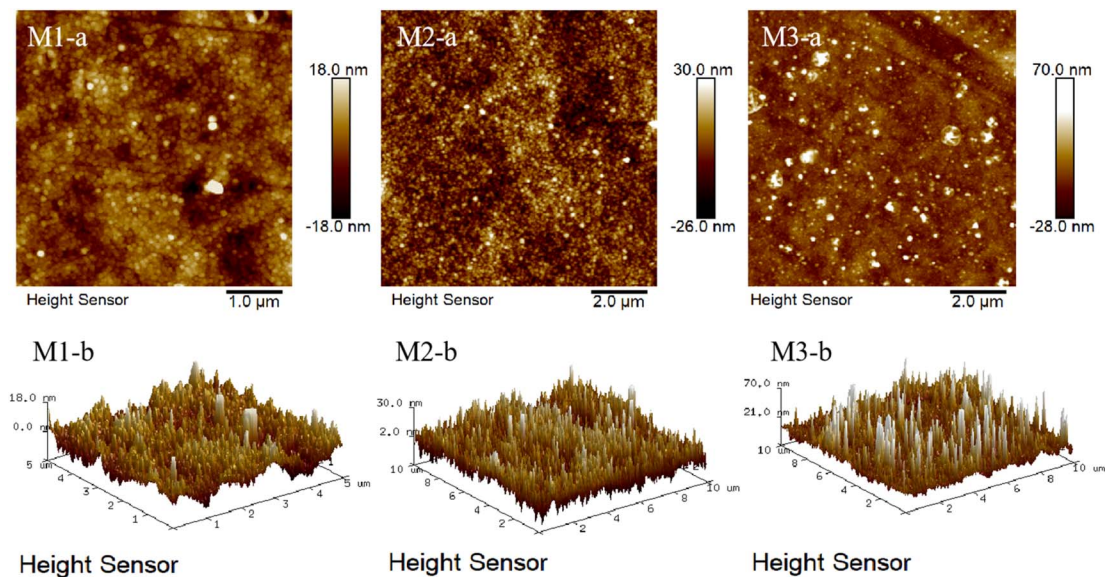 M1-a
18.0 nm
-18.0 nm
Height Sensor
1.0 µm
M2-a
30.0 nm
-26.0 nm
Height Sensor
2.0 µm
M3-a
70.0 nm
-28.0 nm
Height Sensor
2.0 µm
M1-b
18.0 nm
0.0 nm
5 um
4
3
2
1
1
2
3
4
5 um
Height Sensor
M2-b
30.0 nm
2.0 nm
10 um
8
6
4
2
2
4
6
8
10 um
Height Sensor
M3-b
70.0 nm
21.0 nm
10 um
8
6
4
2
2
4
6
8
10 um
Height Sensor